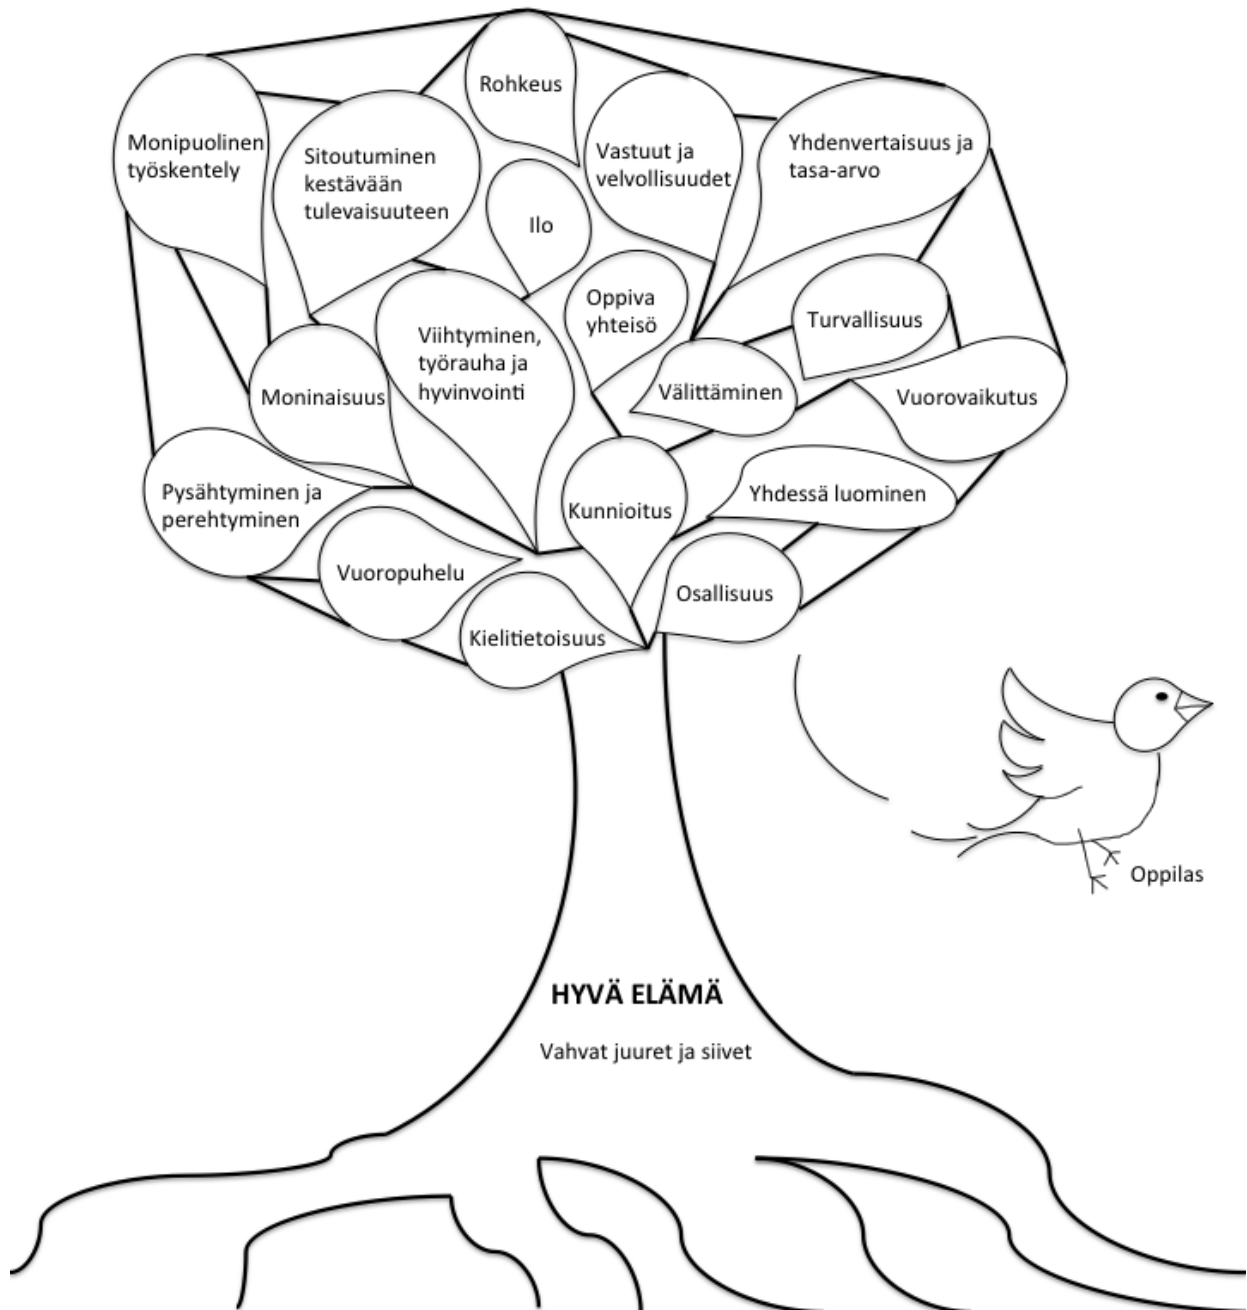 Rohkeus
Monipuolinen
työskentely
Sitoutuminen
kestävään
tulevaisuuteen
Vastuut ja
velvollisuudet
Yhdenvertaisuus ja
tasa-arvo
Ilo
Oppiva
yhteisö
Turvallisuus
Viihtyminen,
työrauha ja
hyvinvointi
Moninaisuus
Välittäminen
Vuorovaikutus
Pysähtyminen ja
perehtyminen
Kunnioitus
Yhdessä luominen
Vuoropuhelu
Osallisuus
Kielitietoisuus
Oppilas
HYVÄ ELÄMÄ
Vahvat juuret ja siivet